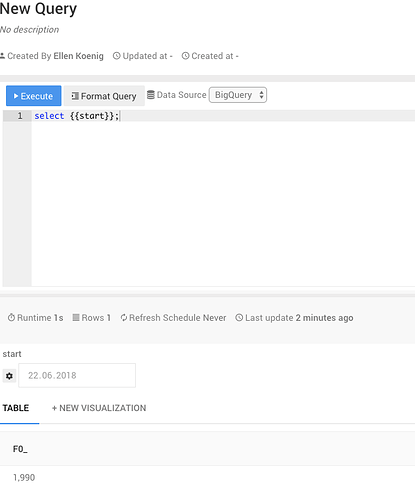 New Query
No description
Created By Ellen Koenig Updated at - Created at -
Execute Format Query Data Source BigQuery
1 select {{start}};
Runtime 1s Rows 1 Refresh Schedule Never Last update 2 minutes ago
start
22.06.2018
TABLE + NEW VISUALIZATION
F0_
1,990